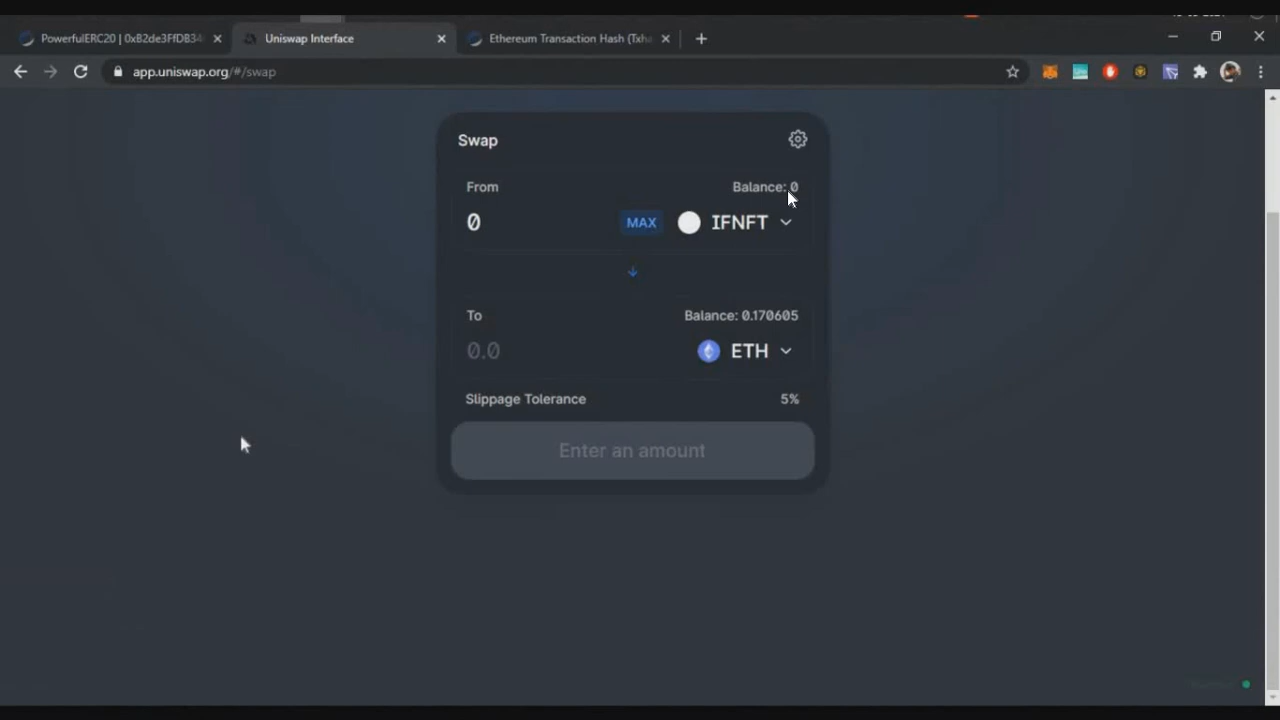 PowerfulERC20 | 0xB2de3FfDB34
Uniswap Interface
Ethereum Transaction Hash (Txha
app.uniswap.org/#/swap
Swap
From
Balance: 0
0
MAX
IFNFT
To
Balance: 0.170605
0.0
ETH
Slippage Tolerance
5%
Enter an amount